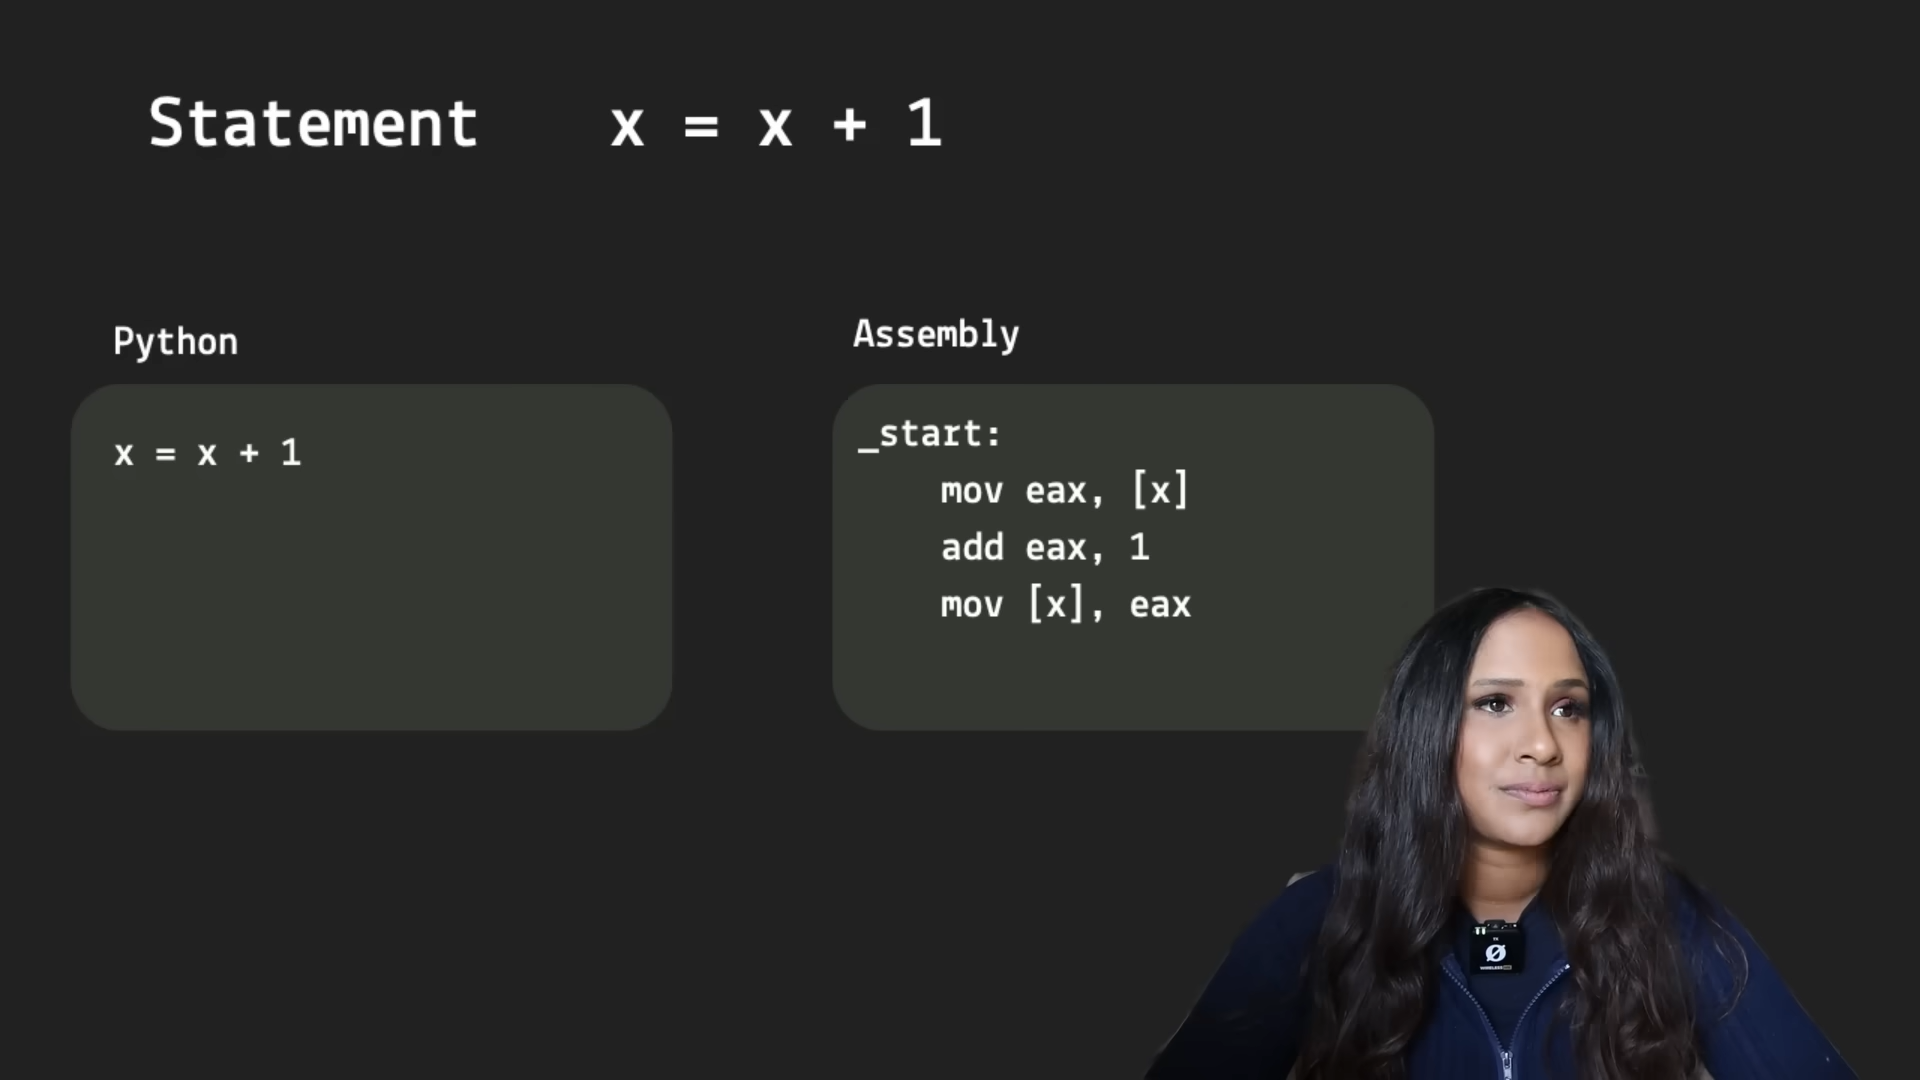 Statement x = x + 1
Python
x = x + 1
Assembly
_start:
mov eax, [x]
add eax, 1
mov [x], eax